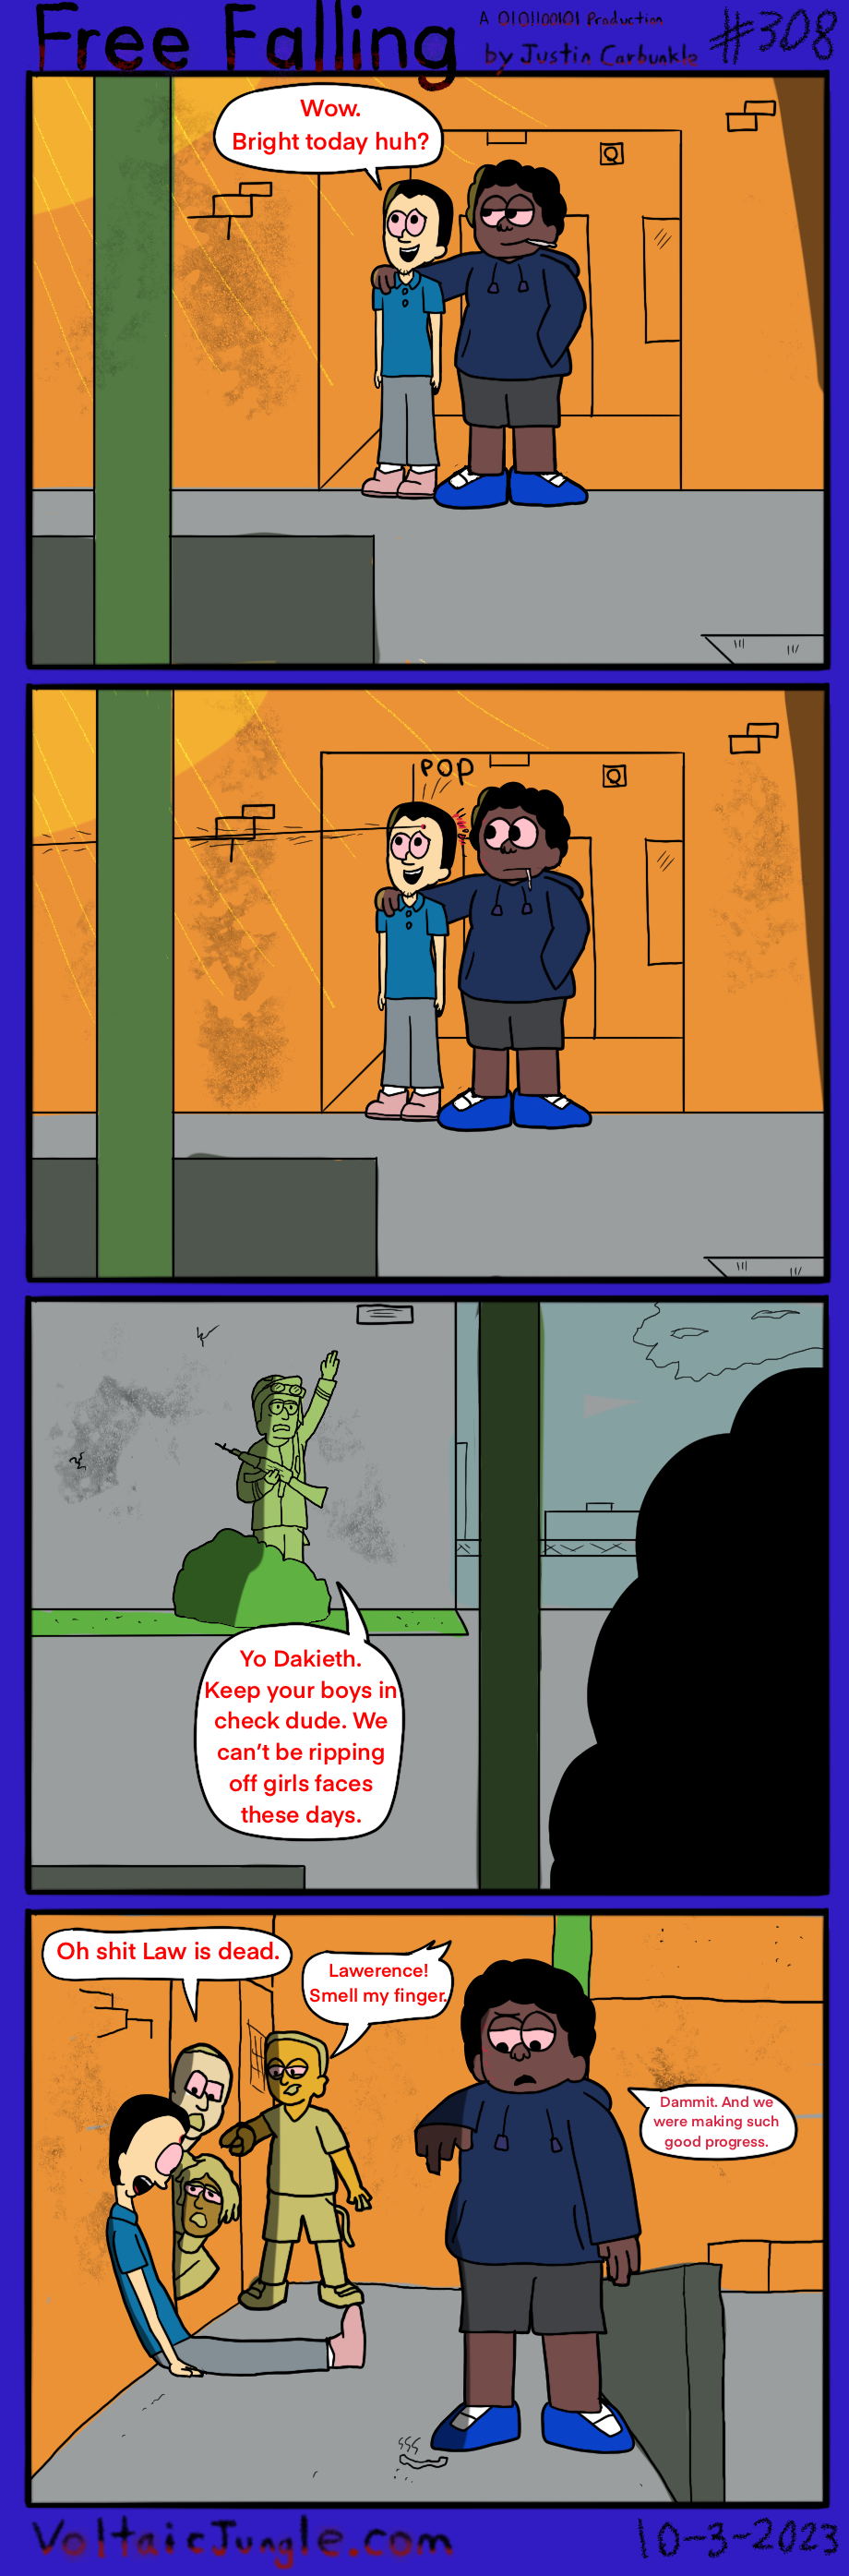 Free Falling
A 0101100101 Production
by Justin Carbunkle
#308
Wow.
Bright today huh?
Q
POP
Q
Yo Dakieth.
Keep your boys in
check dude. We
can't be ripping
off girls faces
these days.
Oh shit Law is dead.
Lawerence!
Smell my finger.
Dammit. And we
were making such
good progress.
VoltaicJungle.com
10-3-2023